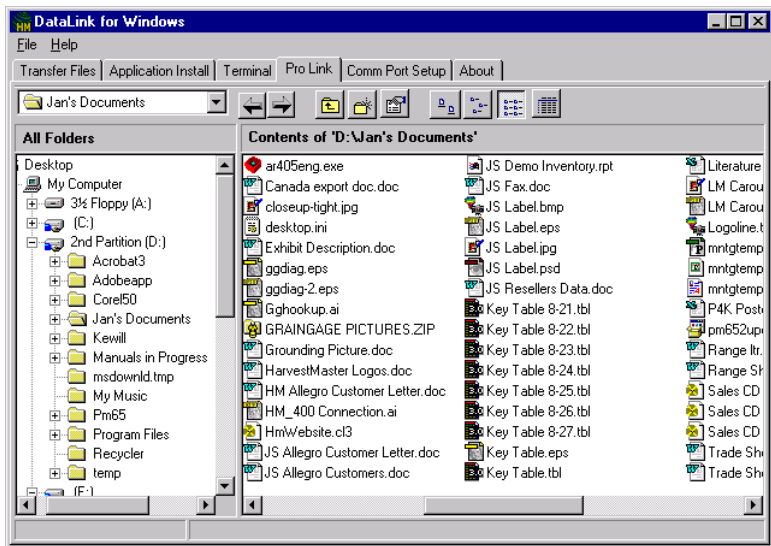 DataLink for Windows
File Help
Transfer Files Application Install Terminal Pro Link Comm Port Setup About
Jan's Documents
All Folders
Contents of 'D:\Jan's Documents'
Desktop
My Computer
3½ Floppy (A:)
(C:)
2nd Partition (D:)
Acrobat3
Adobeapp
Corel50
Jan's Documents
Kewill
Manuals in Progress
msdownld.tmp
My Music
Pm65
Program Files
Recycler
temp
(E:)
ar405eng.exe
Canada export doc.doc
closeup-tight.jpg
desktop.ini
Exhibit Description.doc
ggdiag.eps
ggdiag-2.eps
Gghookup.ai
GRAINGAGE PICTURES.ZIP
Grounding Picture.doc
HarvestMaster Logos.doc
HM Allegro Customer Letter.doc
HM_400 Connection.ai
HmWebsite.cl3
JS Allegro Customer Letter.doc
JS Allegro Customers.doc
JS Demo Inventory.rpt
JS Fax.doc
JS Label.bmp
JS Label.eps
JS Label.jpg
JS Label.psd
JS Resellers Data.doc
Key Table 8-21.tbl
Key Table 8-22.tbl
Key Table 8-23.tbl
Key Table 8-24.tbl
Key Table 8-25.tbl
Key Table 8-26.tbl
Key Table 8-27.tbl
Key Table.eps
Key Table.tbl
Literature
LM Carou
LM Carou
Logoline.t
mntgtemp
mntgtemp
mntgtemp
P4K Post
pm652up
Range ltr.
Range Sh
Sales CD
Sales CD
Sales CD
Trade Sh
Trade Sh